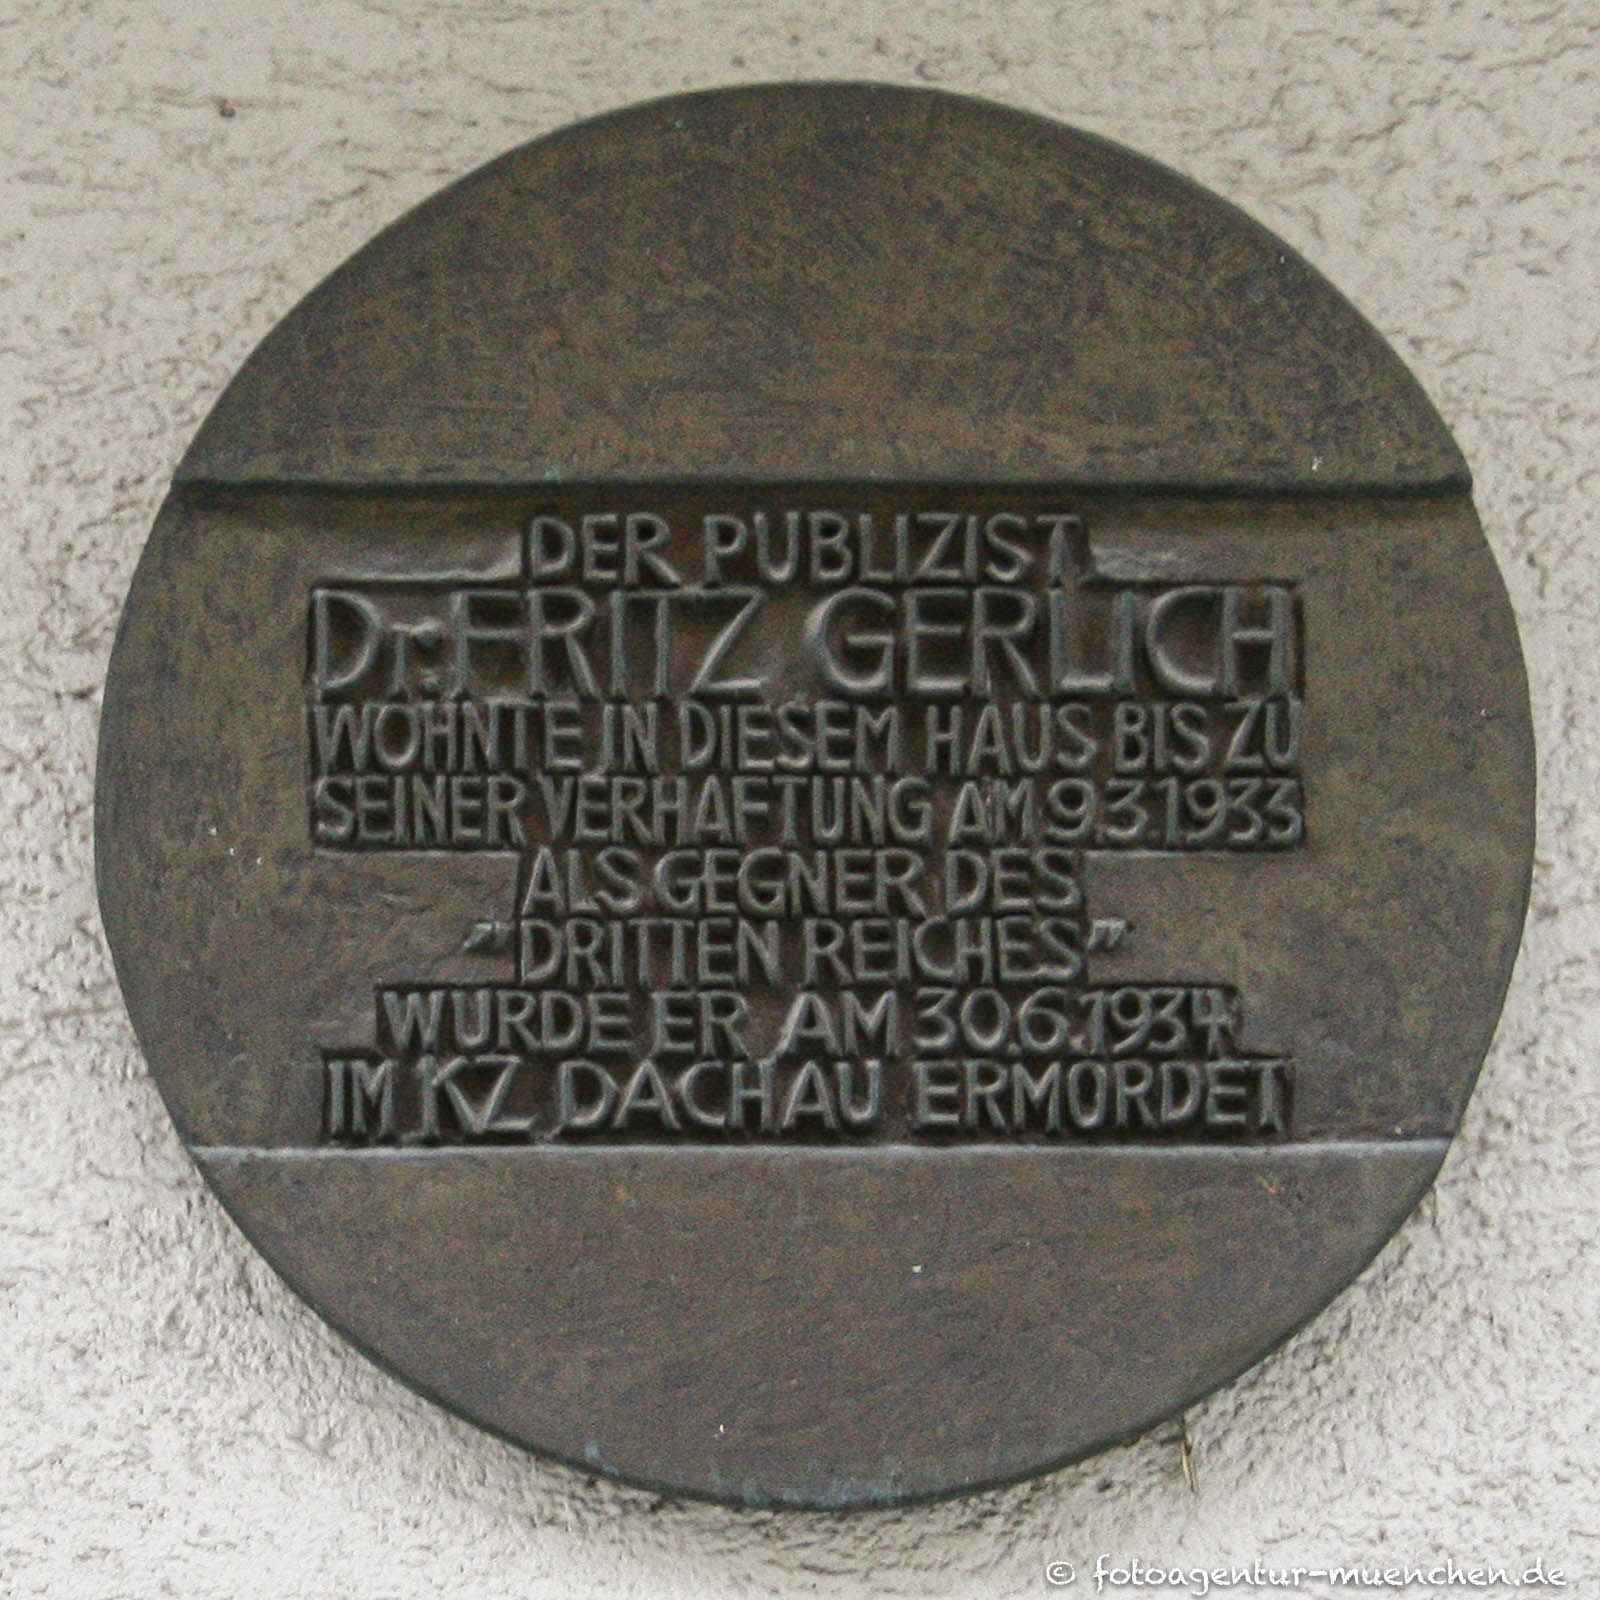 DER PUBLIZIST
Dr. FRITZ GERLICH
WOHNTE IN DIESEM HAUS BIS ZU
SEINER VERHAFTUNG AM 9.3.1933
ALS GEGNER DES
"DRITTEN REICHES"
WURDE ER AM 30.6.1934
IM KZ DACHAU ERMORDET
© fotoagentur-muenchen.de